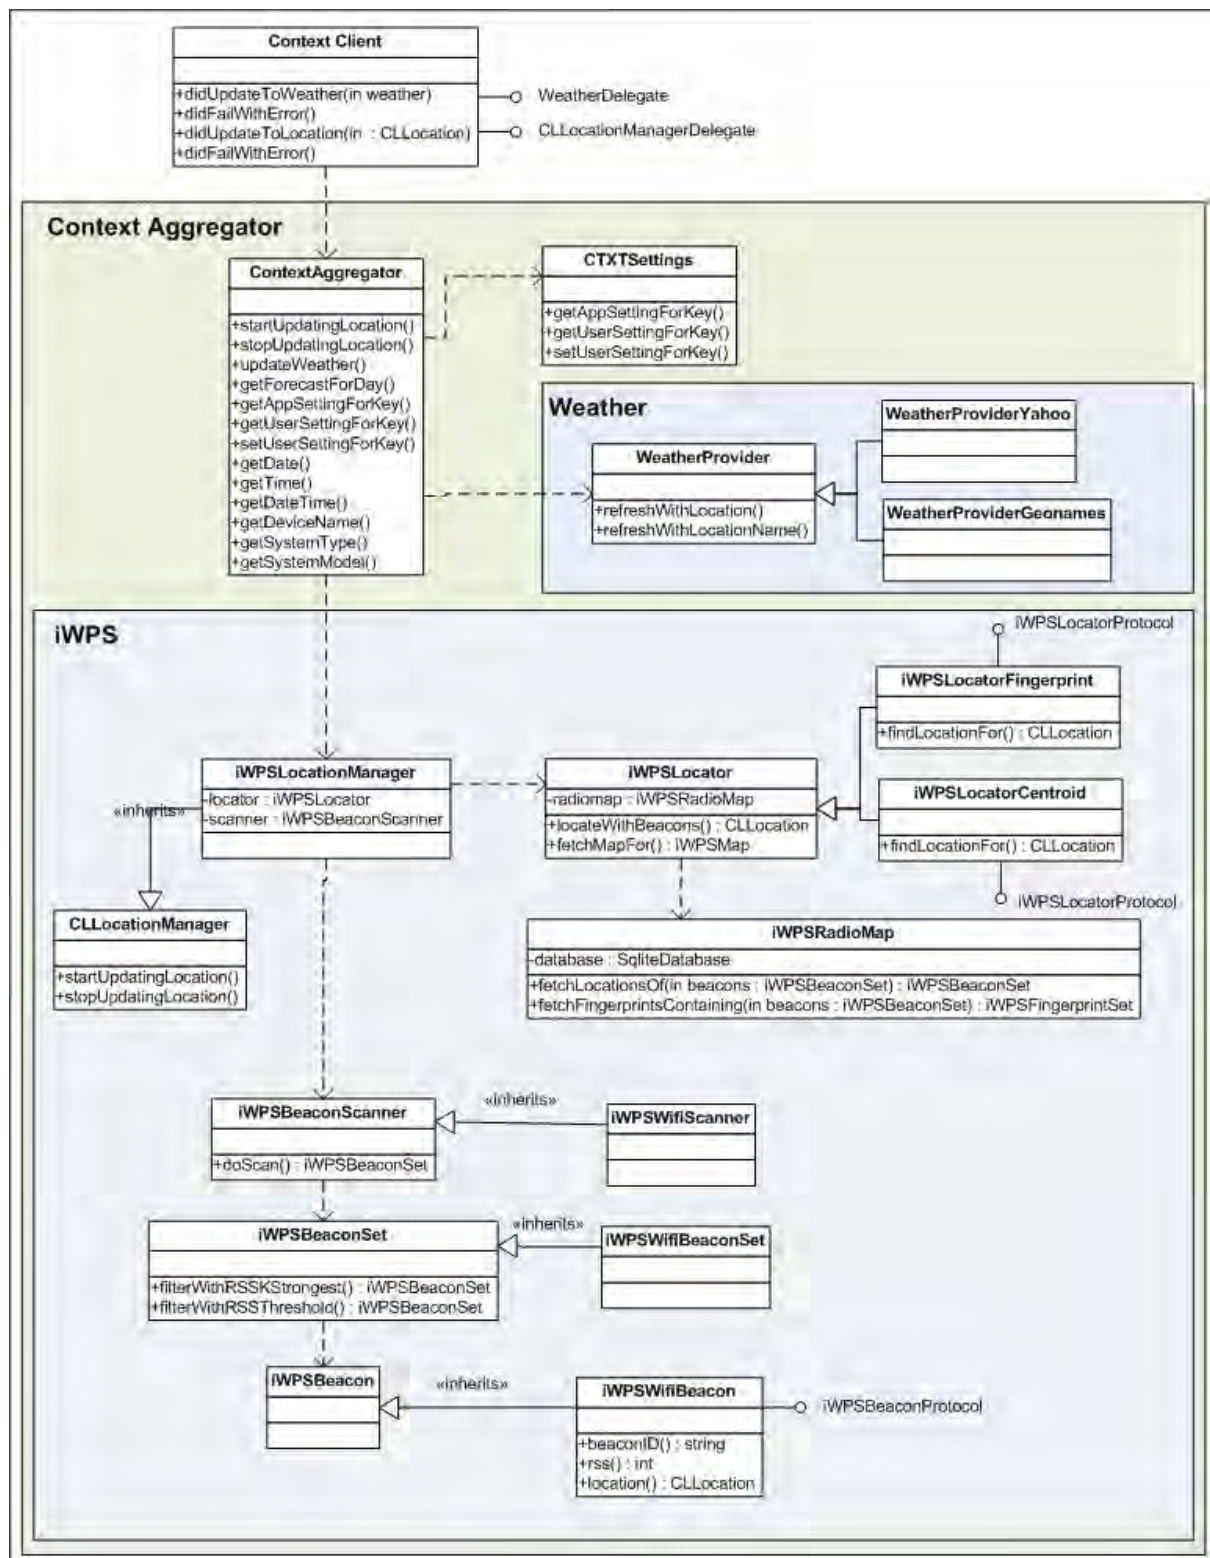 Context Client
+didUpdateToWeather(in weather)
+didFailWithError()
+didUpdateToLocation(in : CLLocation)
+didFailWithError()
WeatherDelegate
CLLocationManagerDelegate
Context Aggregator
ContextAggregator
+startUpdatingLocation()
+stopUpdatingLocation()
+updateWeather()
+getForecastForDay()
+getAppSettingForKey()
+getUserSettingForKey()
+setUserSettingForKey()
+getDate()
+getTime()
+getDateTime()
+getDeviceName()
+getSystemType()
+getSystemModel()
CTXTSettings
+getAppSettingForKey()
+getUserSettingForKey()
+setUserSettingForKey()
Weather
WeatherProvider
+refreshWithLocation()
+refreshWithLocationName()
WeatherProviderYahoo
WeatherProviderGeonames
iWPS
iWPSLocatorProtocol
iWPSLocatorFingerprint
+findLocationFor() : CLLocation
iWPSLocationManager
-locator : iWPSLocator
-scanner : iWPSBeaconScanner
«inherits»
iWPSLocator
-radiomap : iWPSRadioMap
+locateWithBeacons() : CLLocation
+fetchMapFor() : iWPSMap
iWPSLocatorCentroid
+findLocationFor() : CLLocation
iWPSLocatorProtocol
CLLocationManager
+startUpdatingLocation()
+stopUpdatingLocation()
iWPSRadioMap
-database : SqliteDatabase
+fetchLocationsOf(in beacons : iWPSBeaconSet) : iWPSBeaconSet
+fetchFingerprintsContaining(in beacons : iWPSBeaconSet) : iWPSFingerprintSet
iWPSBeaconScanner
+doScan() : iWPSBeaconSet
«inherits»
iWPSWifiScanner
iWPSBeaconSet
+filterWithRSSKStrongest() : iWPSBeaconSet
+filterWithRSSThreshold() : iWPSBeaconSet
«inherits»
iWPSWifiBeaconSet
iWPSBeacon
«inherits»
iWPSWifiBeacon
+beaconID() : string
+rss() : int
+location() : CLLocation
iWPSBeaconProtocol